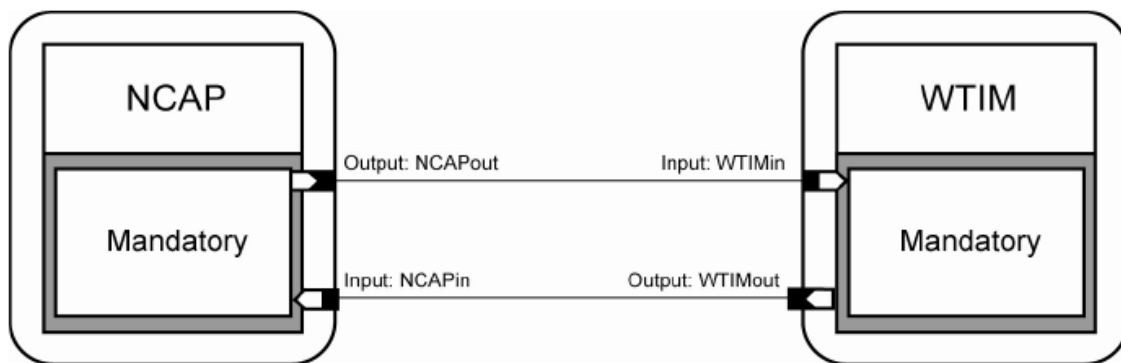 NCAP
WTIM
Output: NCAPout
Input: WTIMin
Mandatory
Mandatory
Input: NCAPin
Output: WTIMout